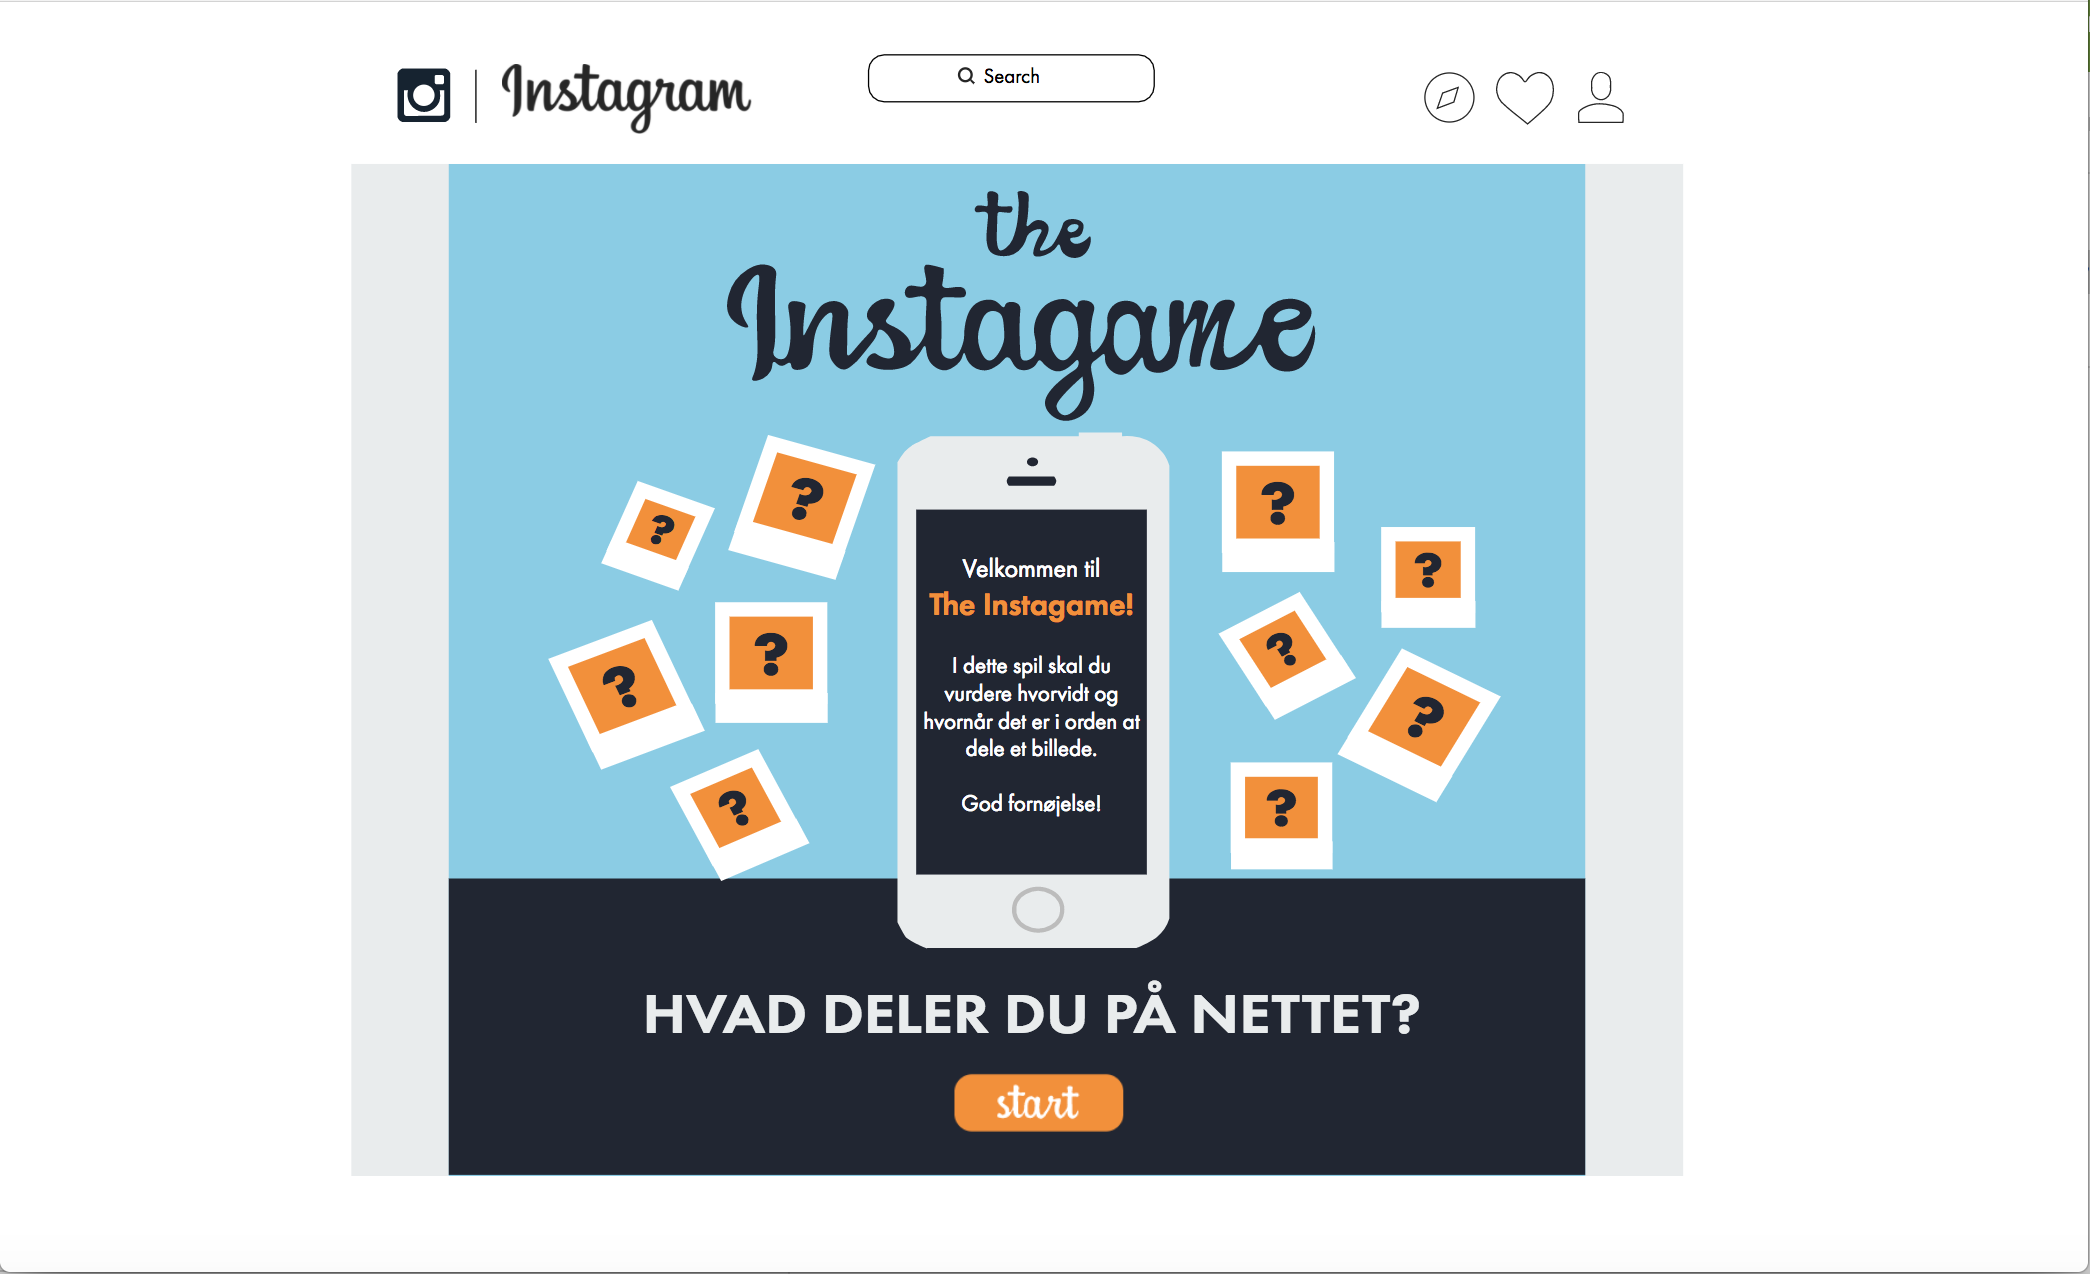 Instagram
Search
the
Instagame
? ? ? ?
? ? ? ?
? ?
Velkommen til
The Instagame!
I dette spil skal du
vurdere hvorvidt og
hvornår det er i orden at
dele et billede.
God fornøjelse!
HVAD DELER DU PÅ NETTET?
start